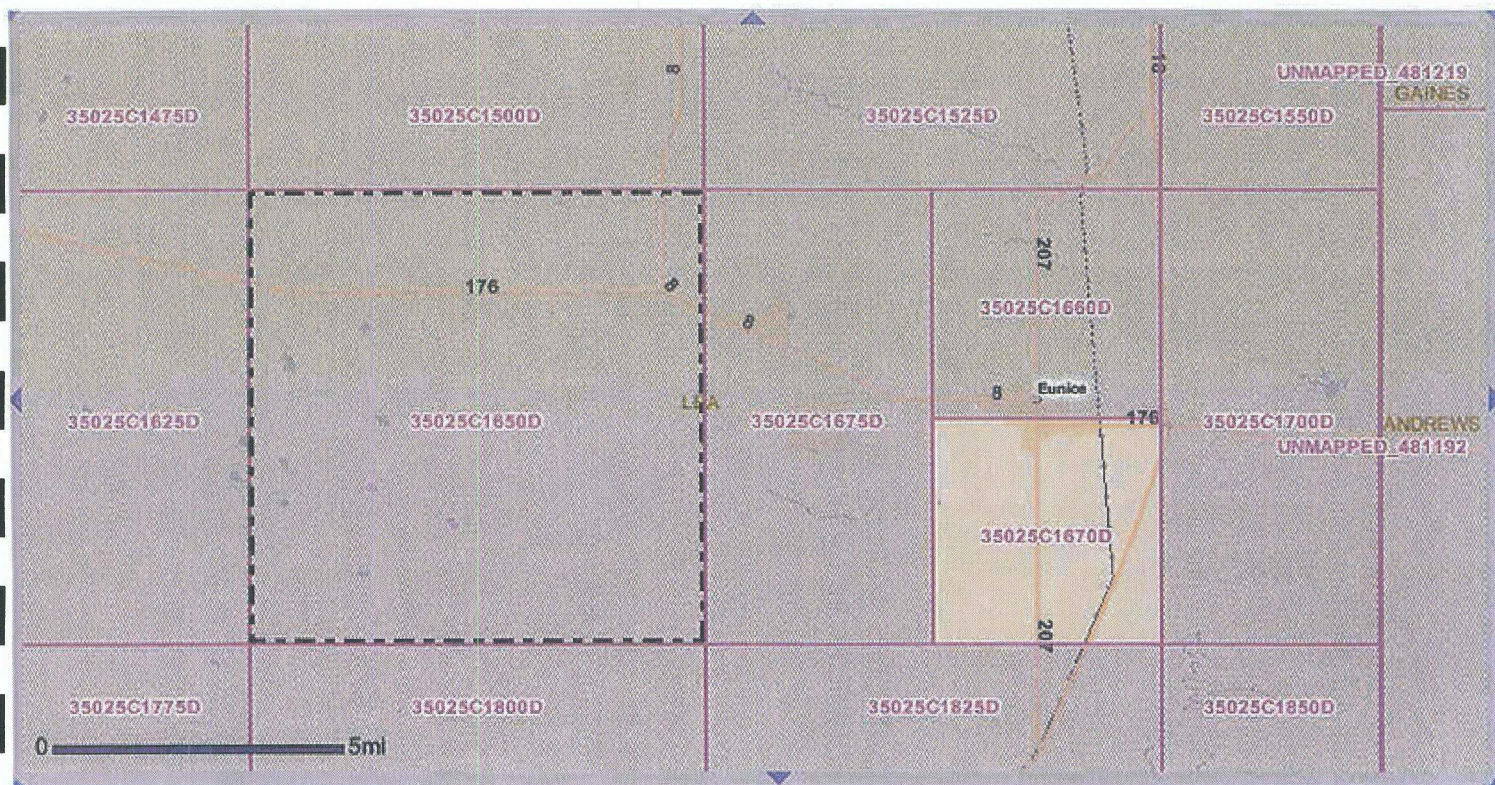 8
18
UNMAPPED_481219
GAINES
35025C1475D
35025C1500D
35025C1525D
35025C1550D
207
176
8
35025C1660D
8
8
Eunice
LEA
35025C1625D
35025C1650D
35025C1675D
176
35025C1700D
ANDREWS
UNMAPPED_481192
35025C1670D
207
35025C1775D
35025C1800D
35025C1825D
35025C1850D
0
5mi